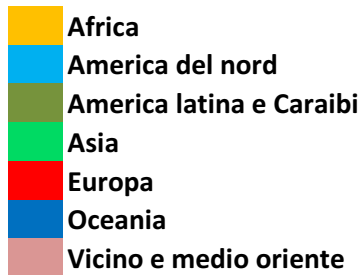 Africa
America del nord
America latina e Caraibi
Asia
Europa
Oceania
Vicino e medio oriente